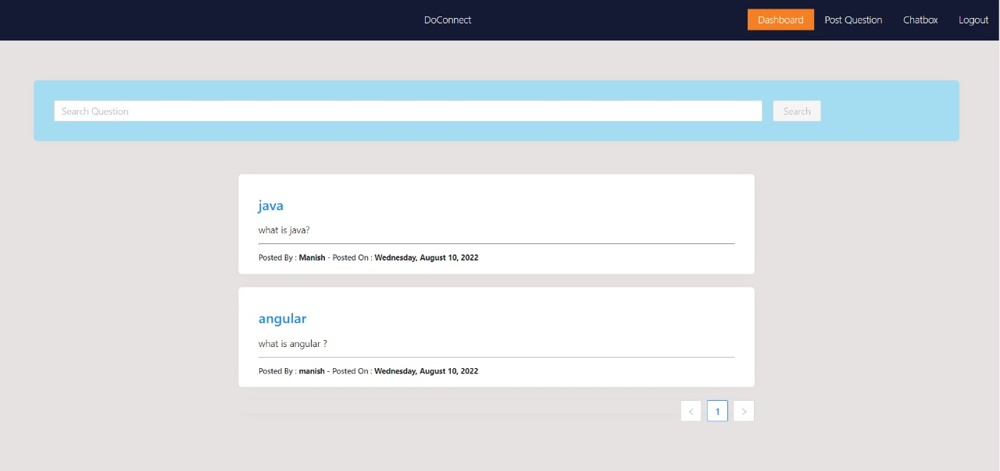 DoConnect Dashboard Post Question Chatbox Logout
Search Question Search
java
what is java?
Posted By : Manish - Posted On : Wednesday, August 10, 2022
angular
what is angular ?
Posted By : manish - Posted On : Wednesday, August 10, 2022
< 1 >